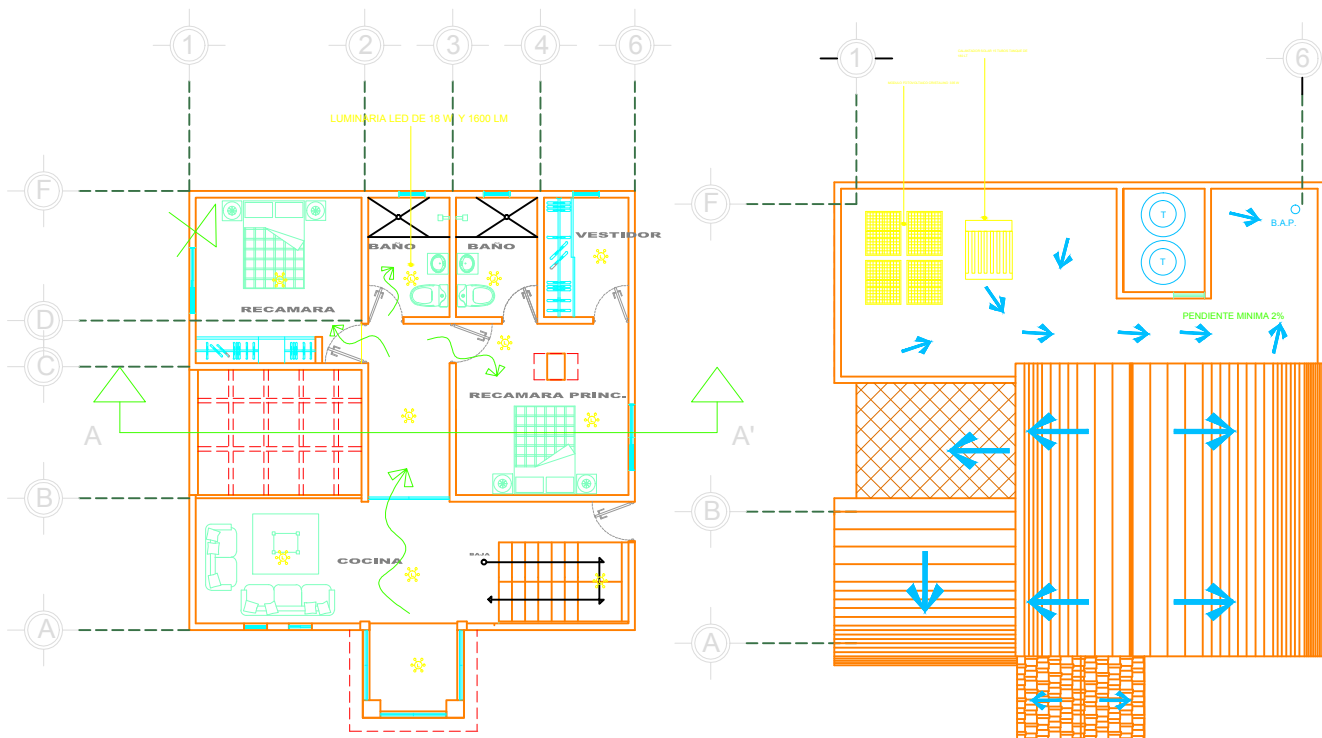 1
2
3
4
6
1
6
LUMINARIA LED DE 18 W. Y 1600 LM
F
F
BAÑO
BAÑO
VESTIDOR
T
B.A.P.
T
RECAMARA
D
PENDIENTE MINIMA 2%
C
RECAMARA PRINC.
A
A'
B
B
COCINA
BAJA
A
A